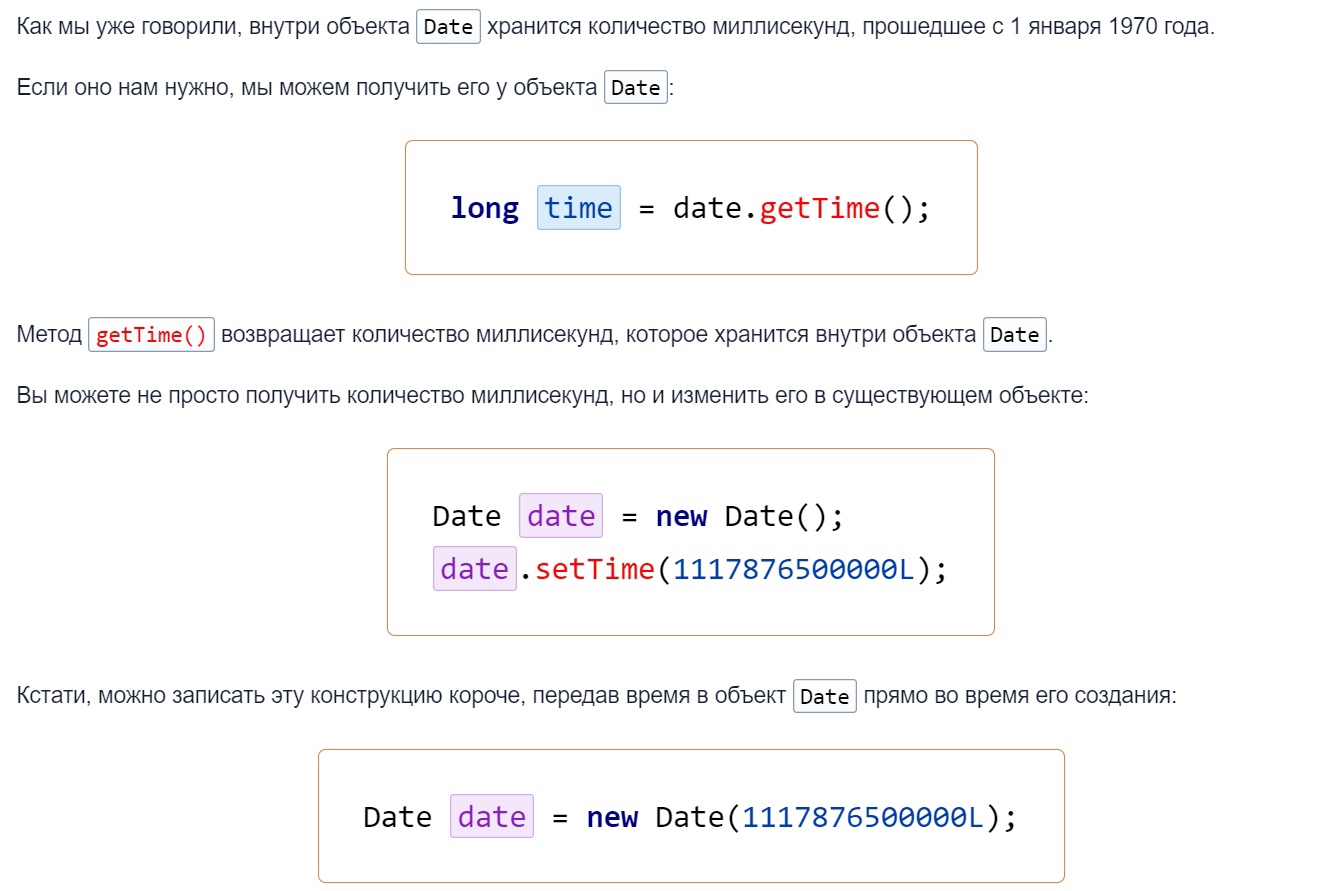 Как мы уже говорили, внутри объекта Date хранится количество миллисекунд, прошедшее с 1 января 1970 года.
Если оно нам нужно, мы можем получить его у объекта Date:
long time = date.getTime();
Метод getTime() возвращает количество миллисекунд, которое хранится внутри объекта Date.
Вы можете не просто получить количество миллисекунд, но и изменить его в существующем объекте:
Date date = new Date();
date.setTime(1117876500000L);
Кстати, можно записать эту конструкцию короче, передав время в объект Date прямо во время его создания:
Date date = new Date(1117876500000L);